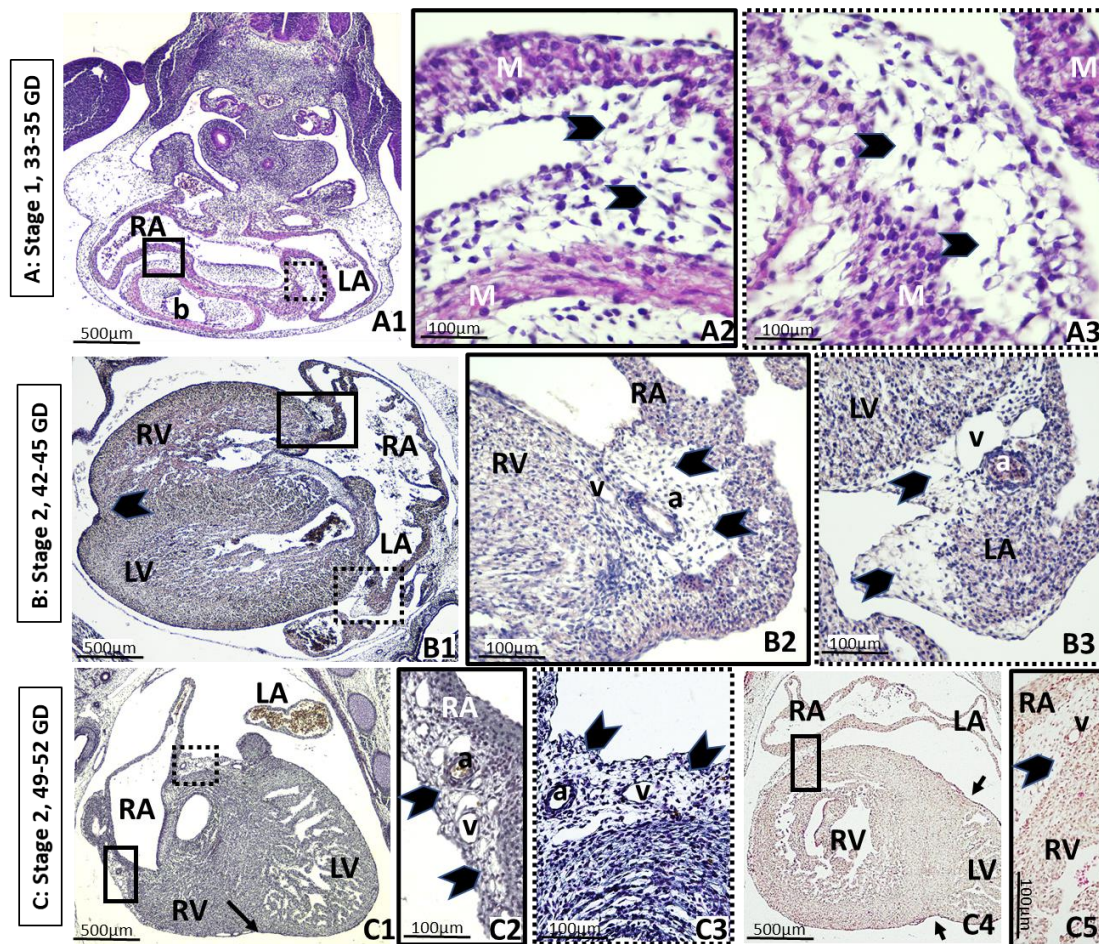 A: Stage 1, 33-35 GD
RA
LA
b
500µm
A1
M
M
100µm
A2
M
M
100µm
A3
B: Stage 2, 42-45 GD
RV
RA
LA
LV
500µm
B1
RA
RV
v
a
100µm
B2
LV
v
a
LA
100µm
B3
C: Stage 2, 49-52 GD
LA
RA
LV
RV
500µm
C1
RA
a
v
100µm
C2
a
v
100µm
C3
RA
LA
RV
LV
500µm
C4
RA
v
RV
100µm
C5